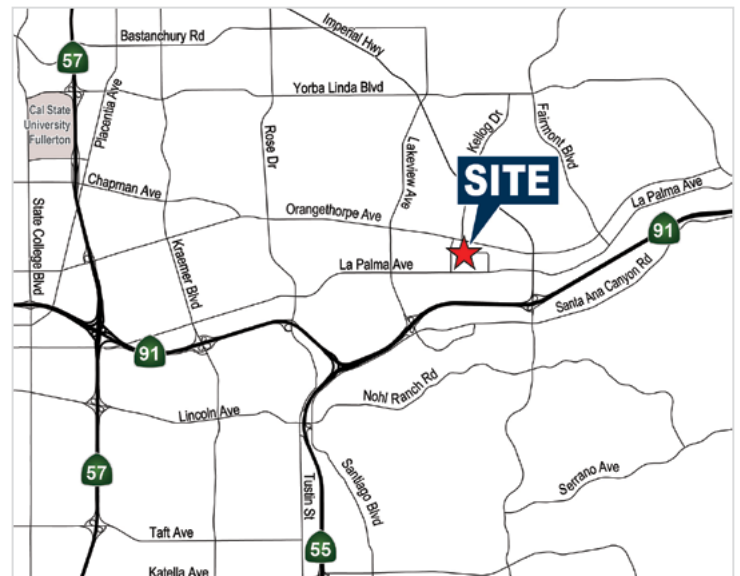 Bastanchury Rd
Imperial Hwy
57
Yorba Linda Blvd
Cal State
University
Fullerton
Placentia Ave
Rose Dr
Lakeview Ave
Kellog Dr
Fairmont Blvd
SITE
Chapman Ave
La Palma Ave
Orangethorpe Ave
State College Blvd
91
Kraemer Blvd
La Palma Ave
Santa Ana Canyon Rd
91
Nohl Ranch Rd
Lincoln Ave
57
Tustin St
Santiago Blvd
Serrano Ave
Taft Ave
55
Katella Ave